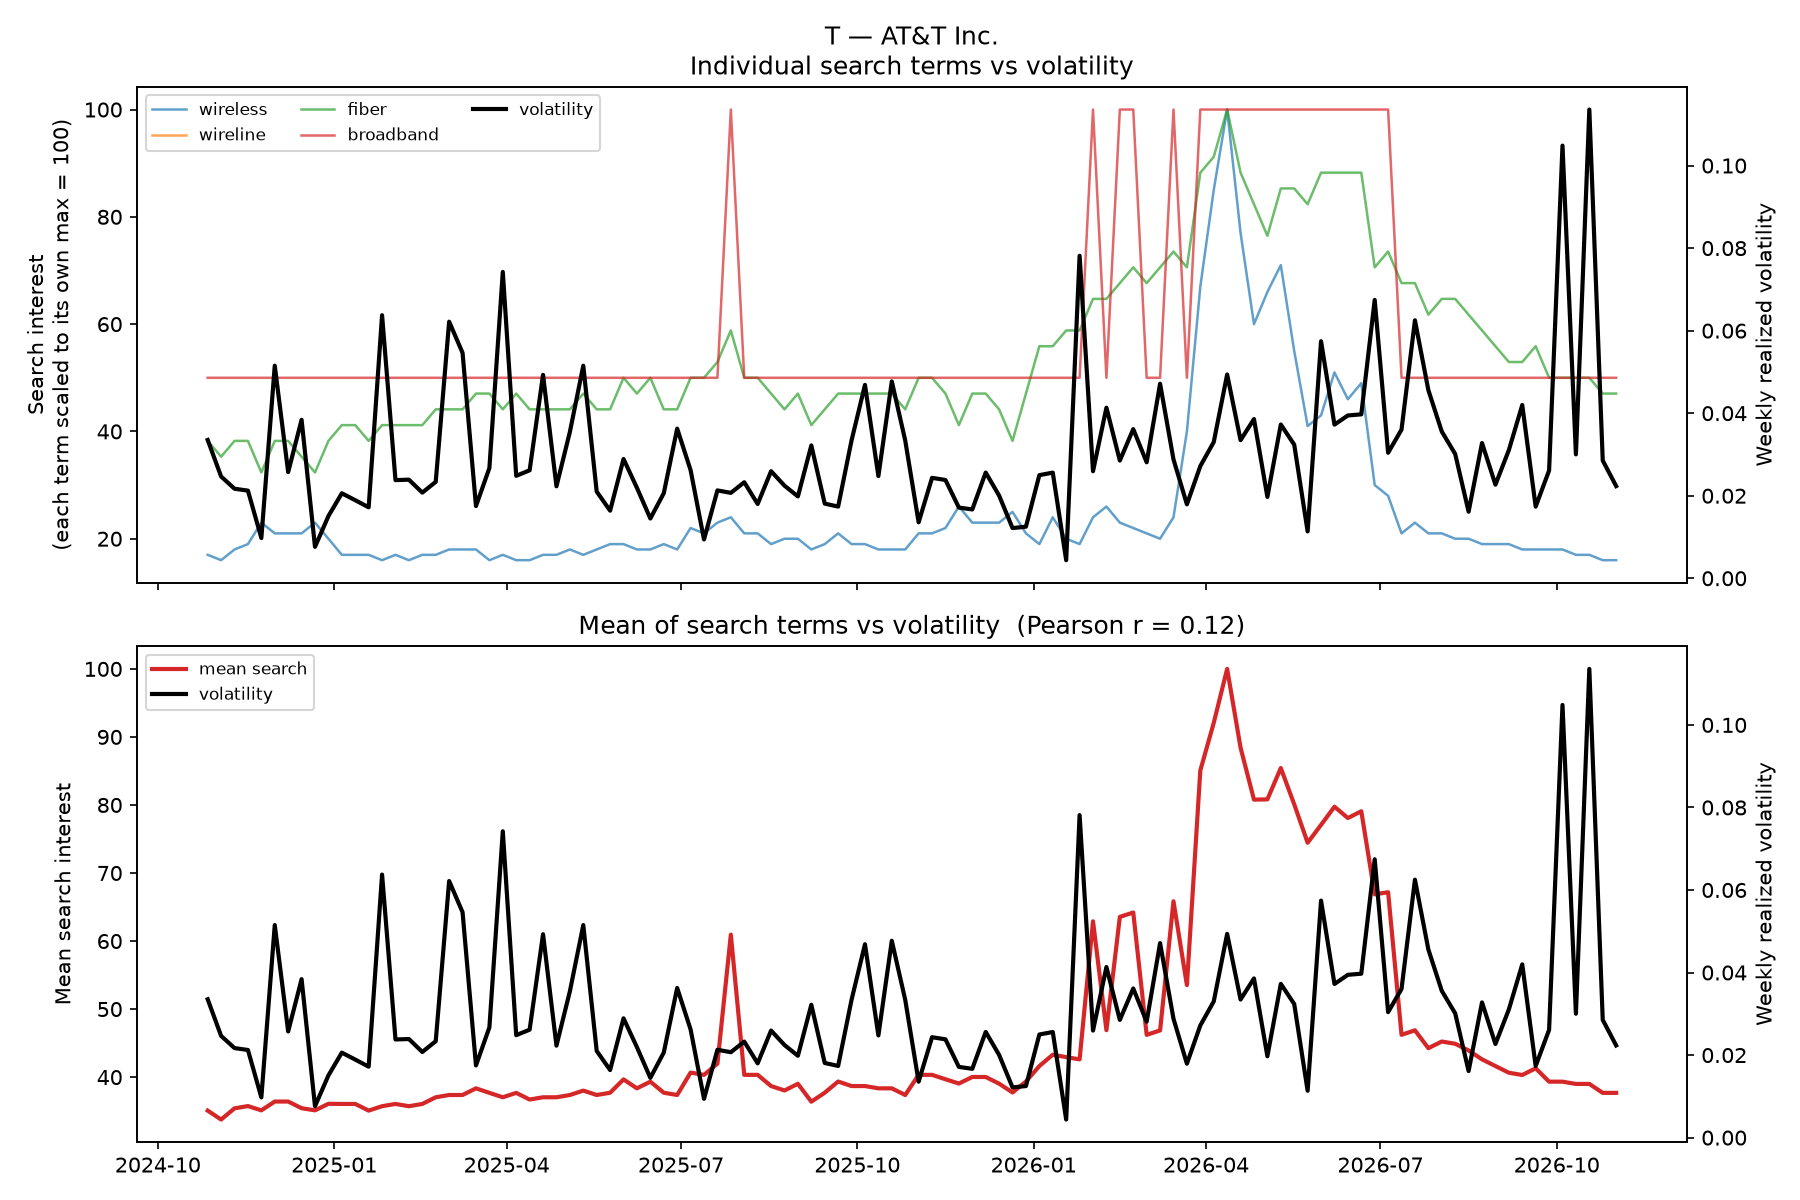 T — AT&T Inc.
Individual search terms vs volatility
wireless
wireline
fiber
broadband
volatility
100
80
60
40
20
Search interest
(each term scaled to its own max = 100)
0.10
0.08
0.06
0.04
0.02
0.00
Weekly realized volatility
Mean of search terms vs volatility (Pearson r = 0.12)
mean search
volatility
100
90
80
70
60
50
40
Mean search interest
0.10
0.08
0.06
0.04
0.02
0.00
Weekly realized volatility
2024-10 2025-01 2025-04 2025-07 2025-10 2026-01 2026-04 2026-07 2026-10